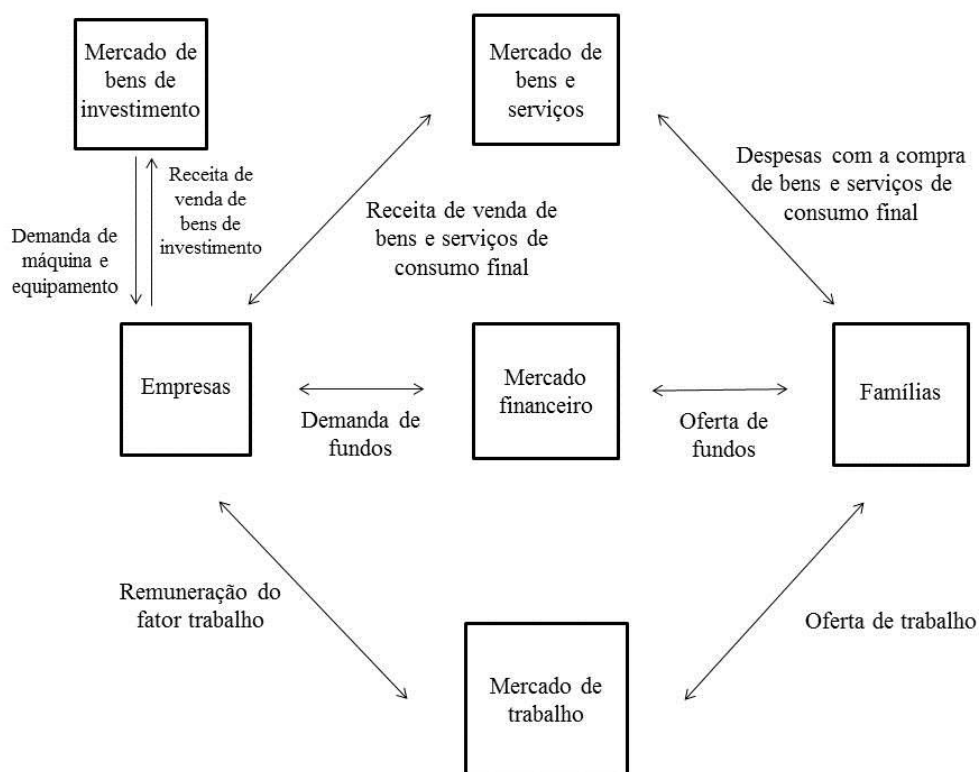 Mercado de
bens de
investimento
Mercado de
bens e
serviços
Receita de
venda de
bens de
investimento
Demanda de
máquina e
equipamento
Receita de venda de
bens e serviços de
consumo final
Despesas com a compra
de bens e serviços de
consumo final
Empresas
Demanda de
fundos
Mercado
financeiro
Oferta de
fundos
Famílias
Remuneração do
fator trabalho
Oferta de trabalho
Mercado de
trabalho